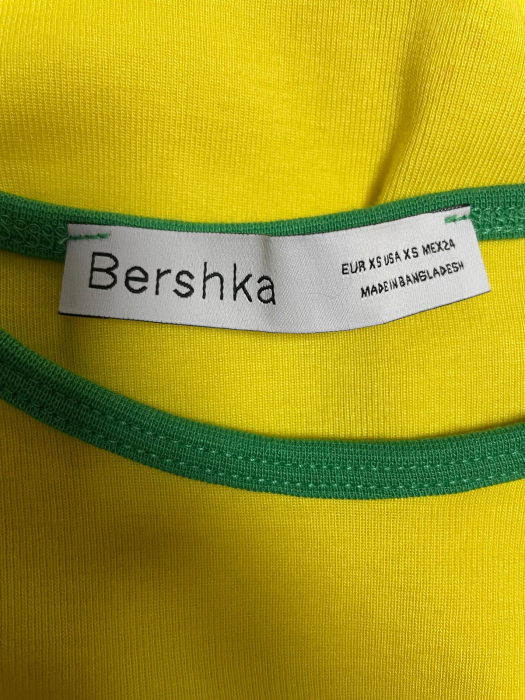 Bershka
EUR XS USA XS MEX24
MADE IN BANGLADESH